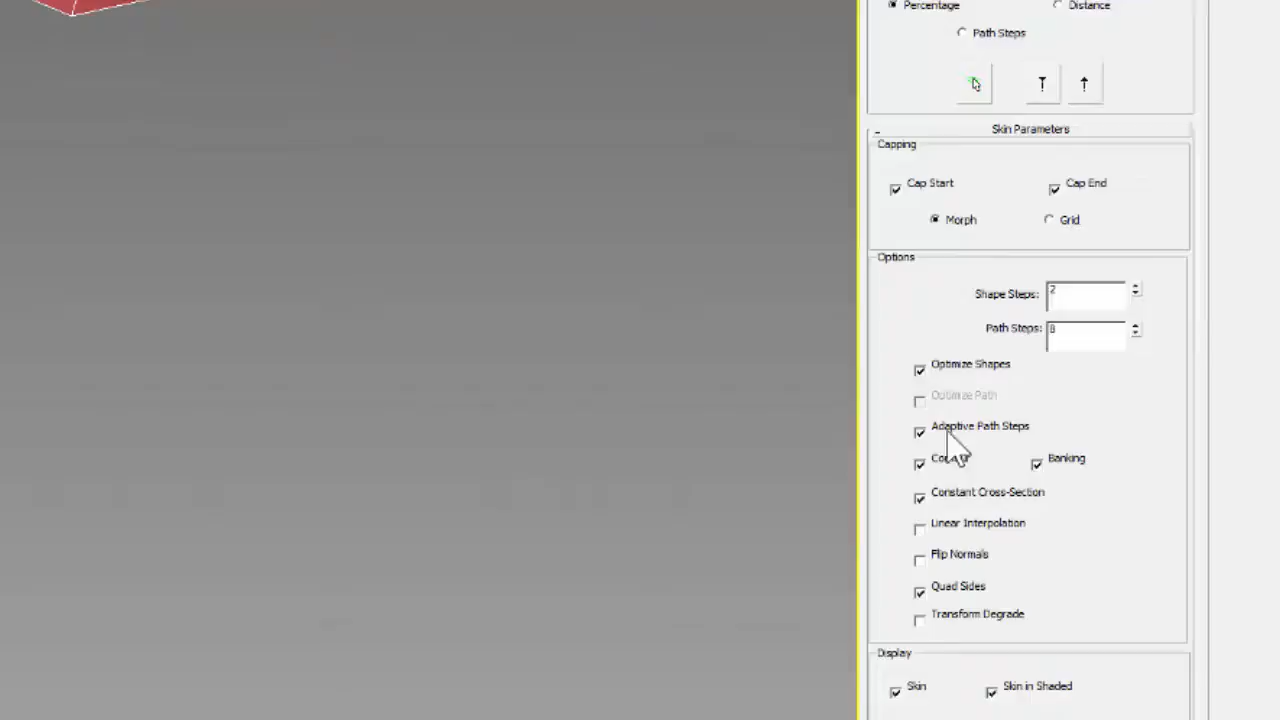 Percentage Distance
Path Steps
Skin Parameters
Capping
Cap Start Cap End
Morph Grid
Options
Shape Steps: 2
Path Steps: 8
Optimize Shapes
Optimize Path
Adaptive Path Steps
Banking
Constant Cross-Section
Linear Interpolation
Flip Normals
Quad Sides
Transform Degrade
Display
Skin Skin in Shaded